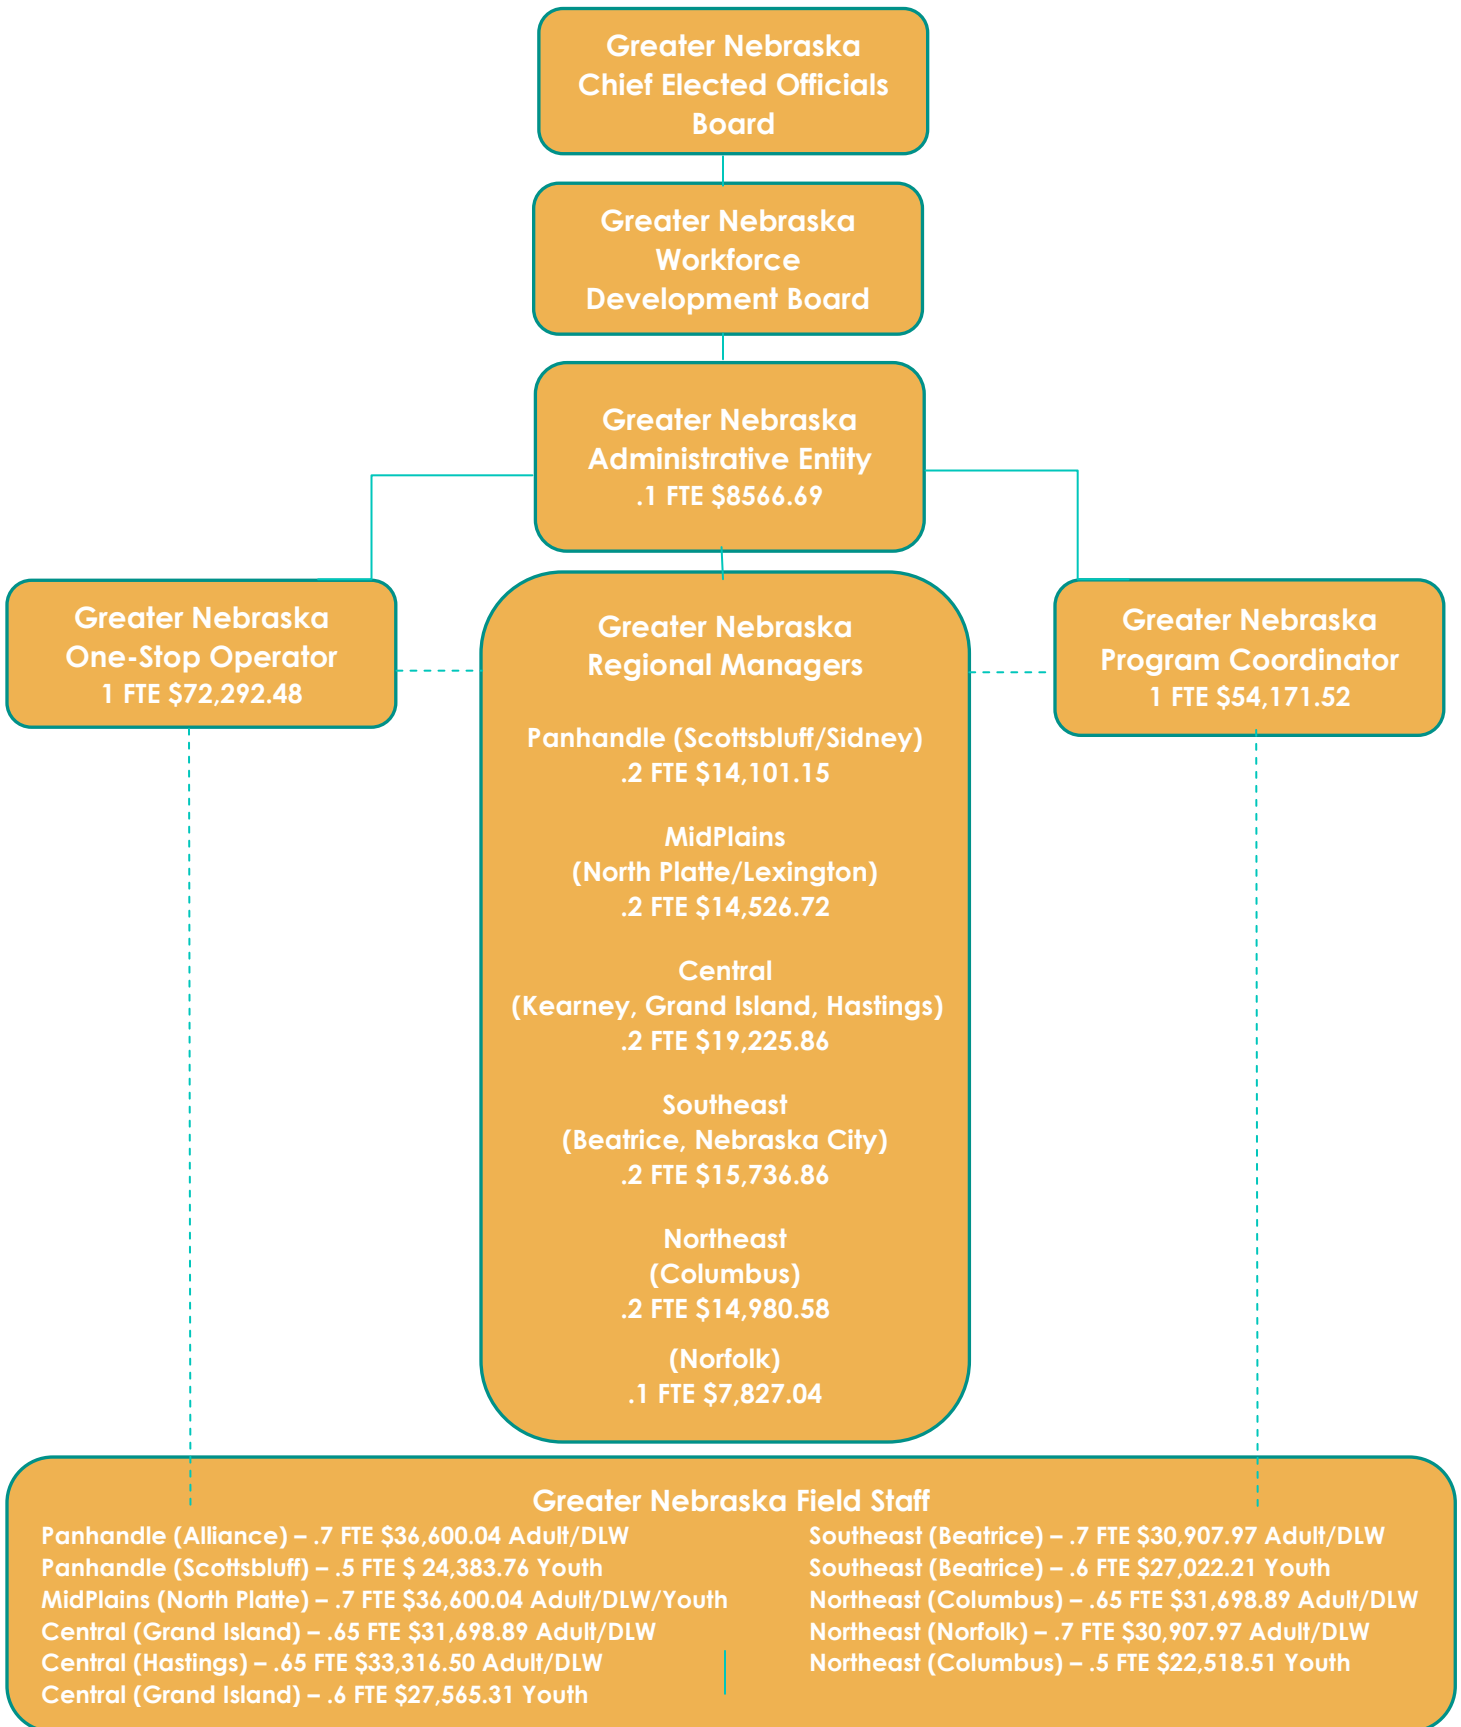 Greater Nebraska
Chief Elected Officials
Board
Greater Nebraska
Workforce
Development Board
Greater Nebraska
Administrative Entity
.1 FTE $8566.69
Greater Nebraska
One-Stop Operator
1 FTE $72,292.48
Greater Nebraska
Regional Managers
Panhandle (Scottsbluff/Sidney)
.2 FTE $14,101.15
MidPlains
(North Platte/Lexington)
.2 FTE $14,526.72
Central
(Kearney, Grand Island, Hastings)
.2 FTE $19,225.86
Southeast
(Beatrice, Nebraska City)
.2 FTE $15,736.86
Northeast
(Columbus)
.2 FTE $14,980.58
(Norfolk)
.1 FTE $7,827.04
Greater Nebraska
Program Coordinator
1 FTE $54,171.52
Greater Nebraska Field Staff
Panhandle (Alliance) – .7 FTE $36,600.04 Adult/DLW
Panhandle (Scottsbluff) – .5 FTE $ 24,383.76 Youth
MidPlains (North Platte) – .7 FTE $36,600.04 Adult/DLW/Youth
Central (Grand Island) – .65 FTE $31,698.89 Adult/DLW
Central (Hastings) – .65 FTE $33,316.50 Adult/DLW
Central (Grand Island) – .6 FTE $27,565.31 Youth
Southeast (Beatrice) – .7 FTE $30,907.97 Adult/DLW
Southeast (Beatrice) – .6 FTE $27,022.21 Youth
Northeast (Columbus) – .65 FTE $31,698.89 Adult/DLW
Northeast (Norfolk) – .7 FTE $30,907.97 Adult/DLW
Northeast (Columbus) – .5 FTE $22,518.51 Youth